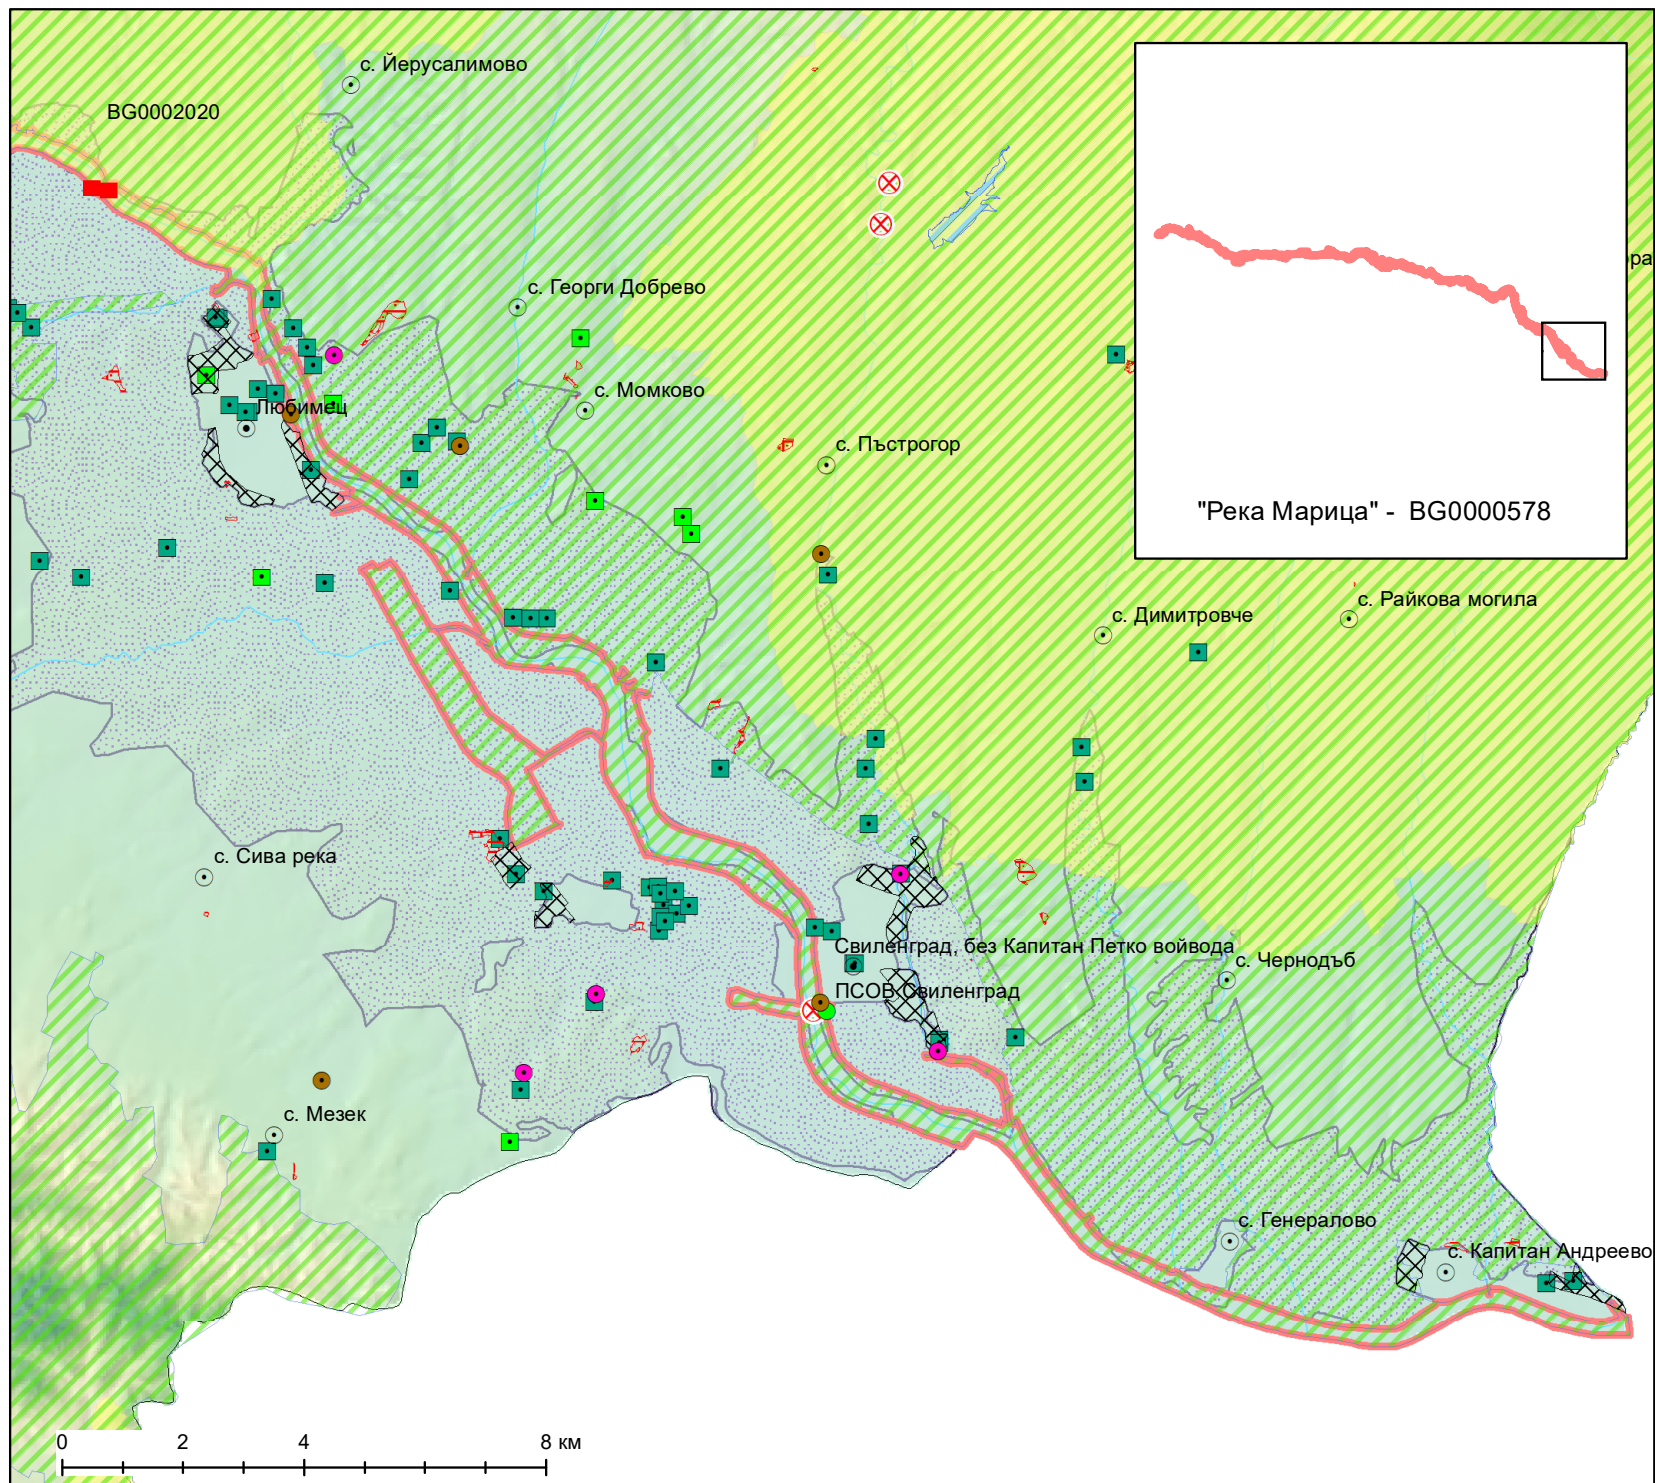 с. Йерусалимово
BG0002020
с. Георги Добрево
с. Момково
Любимец
с. Пъстрогор
"Река Марица" - BG0000578
с. Райкова могила
с. Димитровче
с. Сива река
Свиленград, без Капитан Петко войвода
с. Чернодъб
ПСОВ Свиленград
с. Мезек
с. Генералово
с. Капитан Андреево
0 2 4 8 км